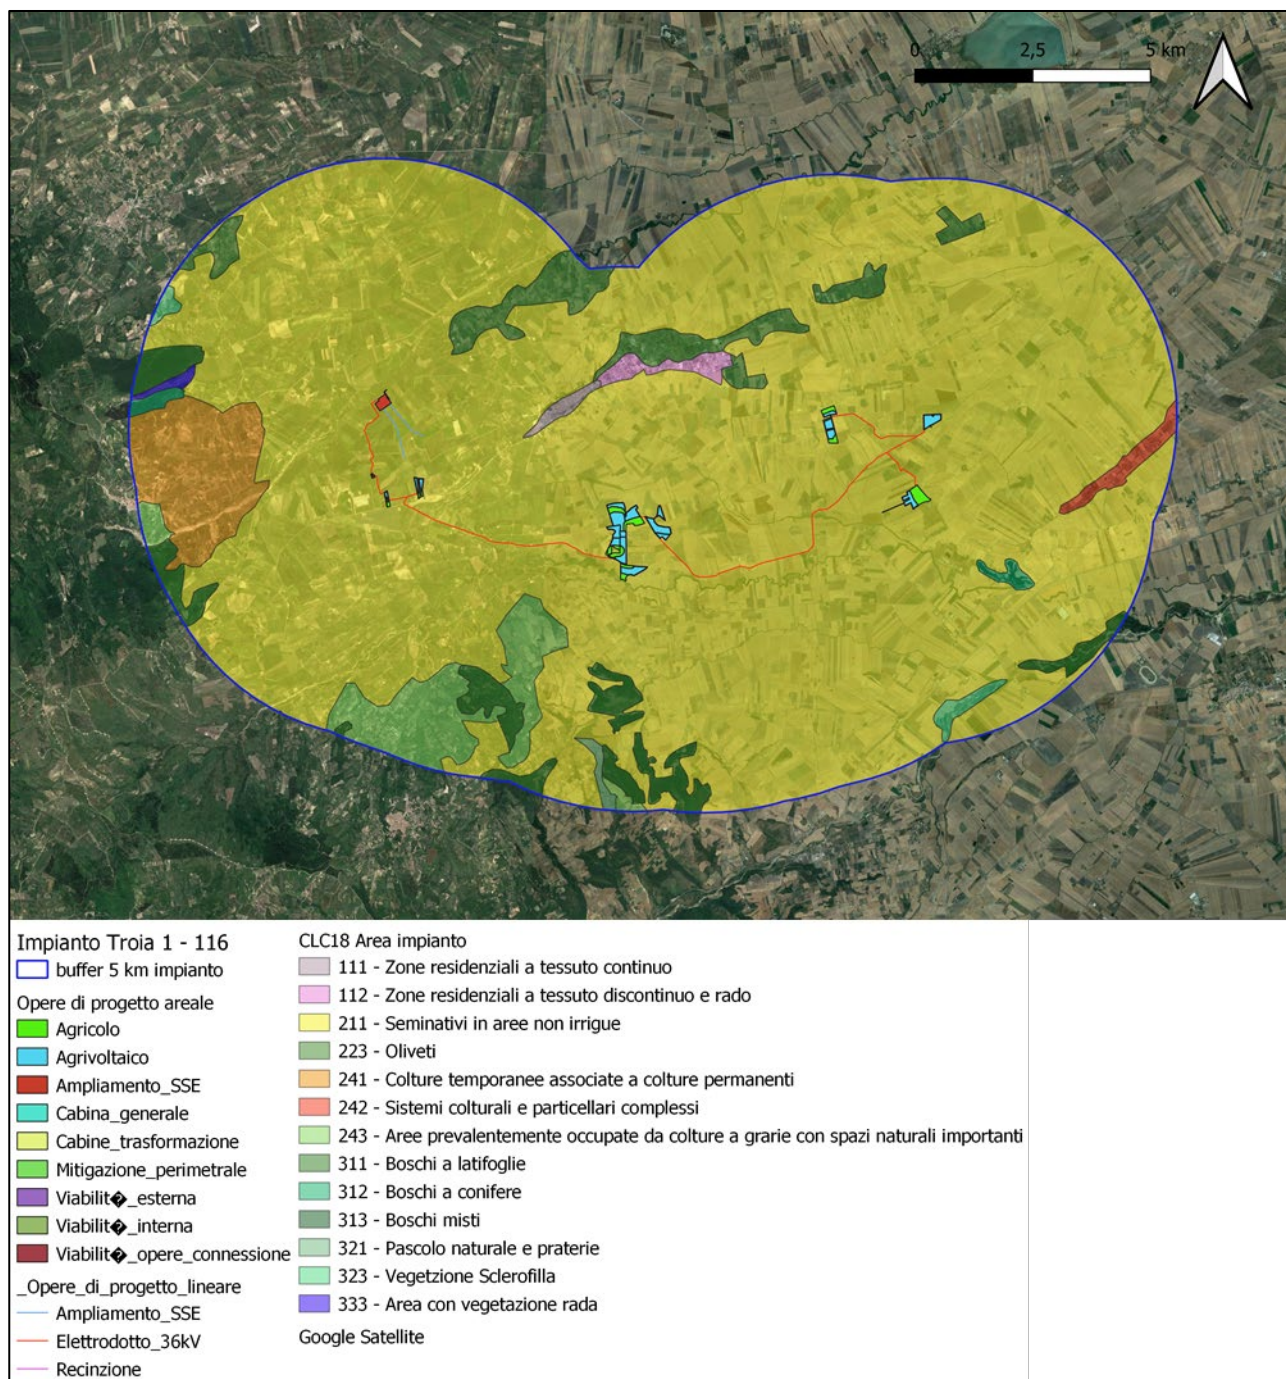 0 2,5 5 km
Impianto Troia 1 - 116
buffer 5 km impianto
Opere di progetto areale
Agricolo
Agrivoltaico
Ampliamento_SSE
Cabina_generale
Cabine_trasformazione
Mitigazione_perimetrale
Viabilit�_esterna
Viabilit�_interna
Viabilit�_opere_connessione
_Opere_di_progetto_lineare
Ampliamento_SSE
Elettrodotto_36kV
Recinzione
CLC18 Area impianto
111 - Zone residenziali a tessuto continuo
112 - Zone residenziali a tessuto discontinuo e rado
211 - Seminativi in aree non irrigue
223 - Oliveti
241 - Colture temporanee associate a colture permanenti
242 - Sistemi colturali e particellari complessi
243 - Aree prevalentemente occupate da colture a grarie con spazi naturali importanti
311 - Boschi a latifoglie
312 - Boschi a conifere
313 - Boschi misti
321 - Pascolo naturale e praterie
323 - Vegetzione Sclerofilla
333 - Area con vegetazione rada
Google Satellite